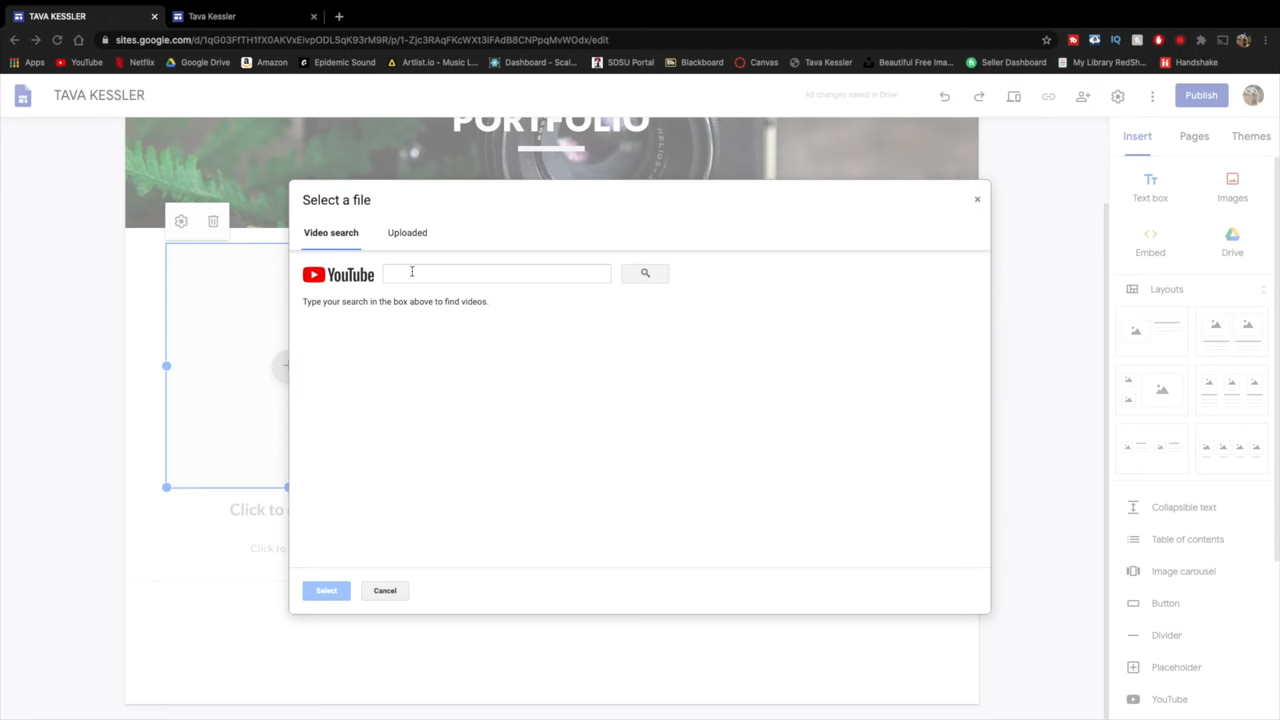 TAVA KESSLER
Tava Kessler
sites.google.com/d/1qG03FfTH1fX0AKVxEivpODLSqK93rM9R/p/1-Zjc3RAqFKcWXt3iFAdB8CNPpqMvWOdx/edit
Apps YouTube Netflix Google Drive Amazon Epidemic Sound Artlist.io - Music L... Dashboard - Scal... SDSU Portal Blackboard Canvas Tava Kessler Beautiful Free Ima... Seller Dashboard My Library RedSh... Handshake
TAVA KESSLER
All changes saved in Drive
Publish
PORTFOLIO
Insert Pages Themes
Text box Images
Embed Drive
Layouts
Select a file
Video search Uploaded
YouTube
Type your search in the box above to find videos.
Click to
Click to
Select Cancel
Collapsible text
Table of contents
Image carousel
Button
Divider
Placeholder
YouTube